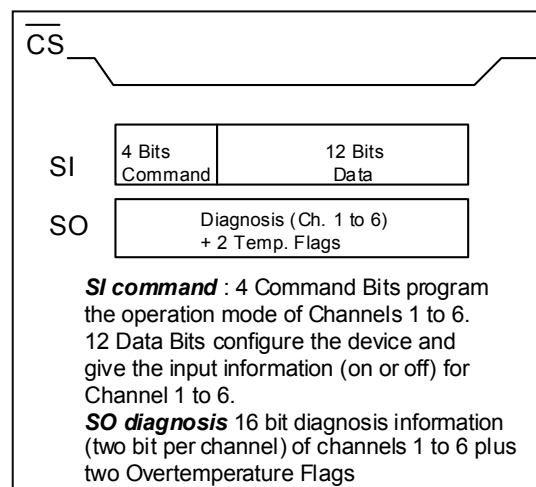 CS
SI
4 Bits
Command
12 Bits
Data
SO
Diagnosis (Ch. 1 to 6)
+ 2 Temp. Flags
SI command : 4 Command Bits program
the operation mode of Channels 1 to 6.
12 Data Bits configure the device and
give the input information (on or off) for
Channel 1 to 6.
SO diagnosis 16 bit diagnosis information
(two bit per channel) of channels 1 to 6 plus
two Overtemperature Flags